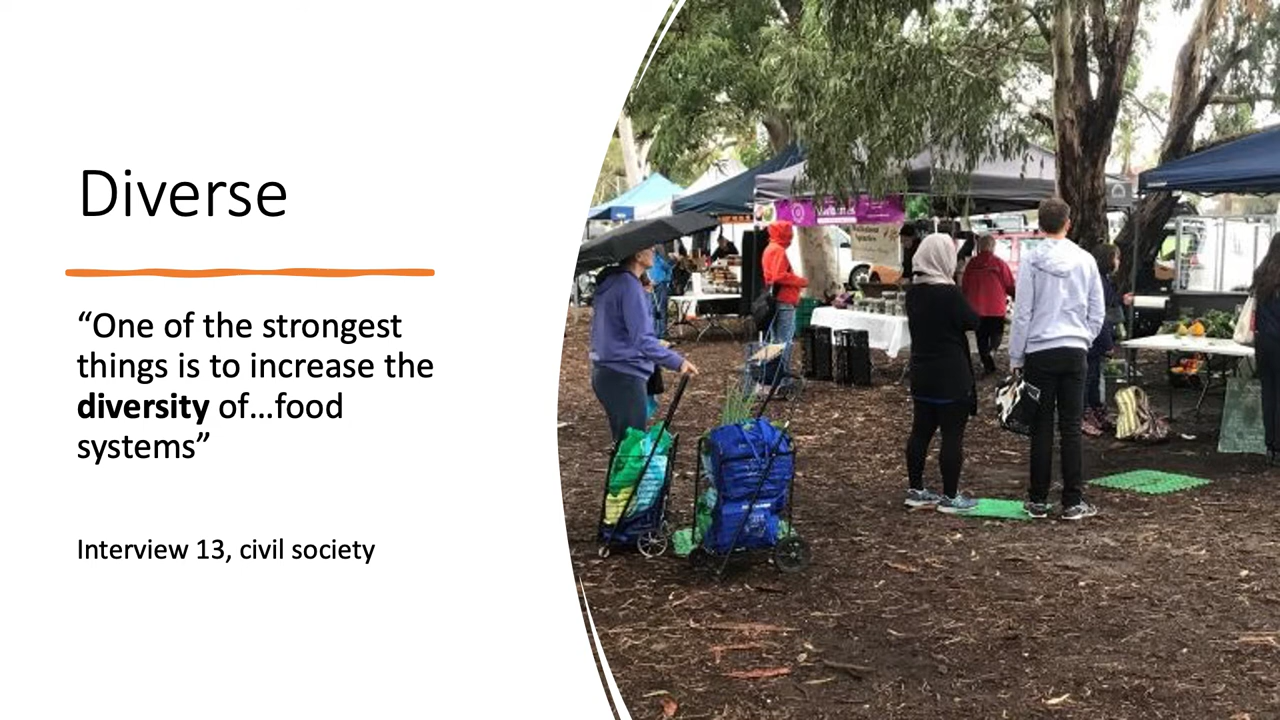 Diverse
“One of the strongest
things is to increase the
diversity of…food
systems”
Interview 13, civil society